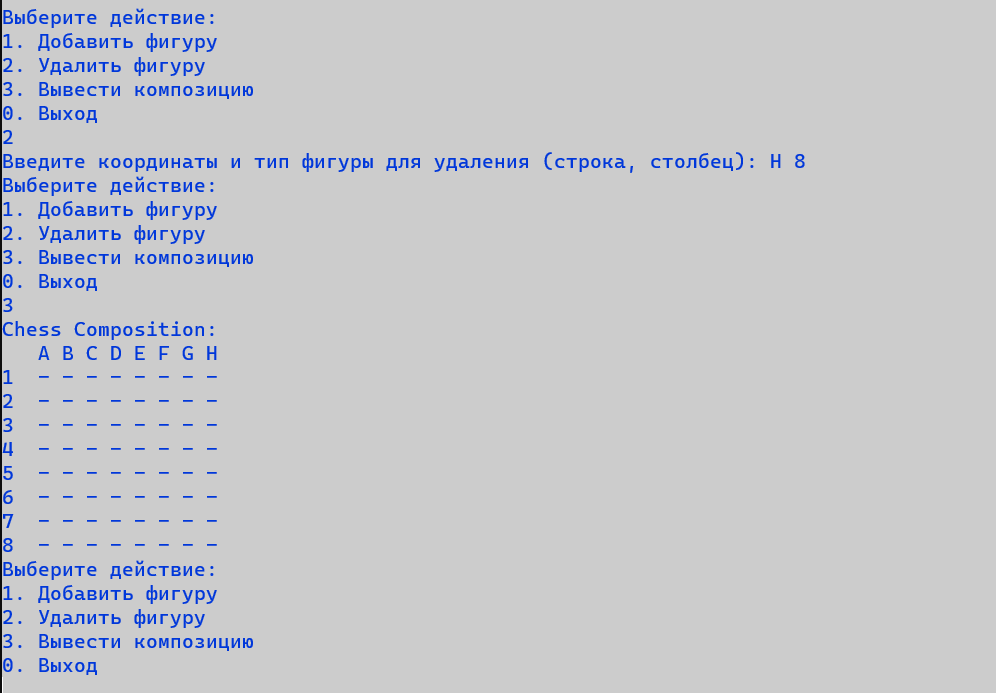 Выберите действие:
1. Добавить фигуру
2. Удалить фигуру
3. Вывести композицию
0. Выход
2
Введите координаты и тип фигуры для удаления (строка, столбец): H 8
Выберите действие:
1. Добавить фигуру
2. Удалить фигуру
3. Вывести композицию
0. Выход
3
Chess Composition:
   A B C D E F G H
1  - - - - - - - -
2  - - - - - - - -
3  - - - - - - - -
4  - - - - - - - -
5  - - - - - - - -
6  - - - - - - - -
7  - - - - - - - -
8  - - - - - - - -
Выберите действие:
1. Добавить фигуру
2. Удалить фигуру
3. Вывести композицию
0. Выход